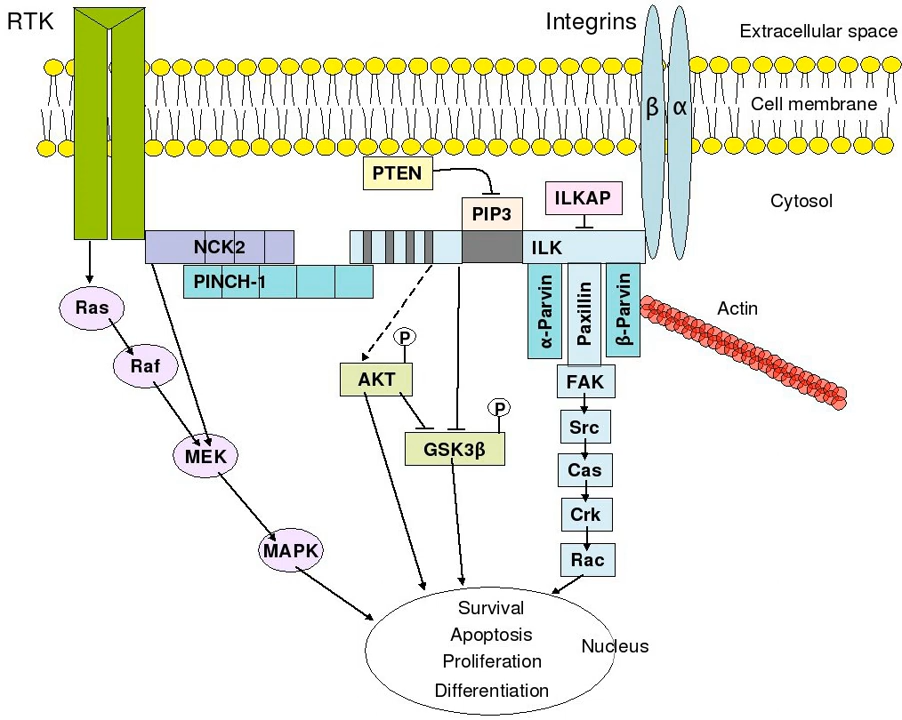 RTK
Integrins
Extracellular space
β
α
Cell membrane
PTEN
PIP3
ILKAP
Cytosol
NCK2
ILK
PINCH-1
α-Parvin
Paxillin
β-Parvin
Actin
Ras
P
Raf
AKT
FAK
P
Src
MEK
GSK3β
Cas
Crk
MAPK
Rac
Survival
Apoptosis
Nucleus
Proliferation
Differentiation